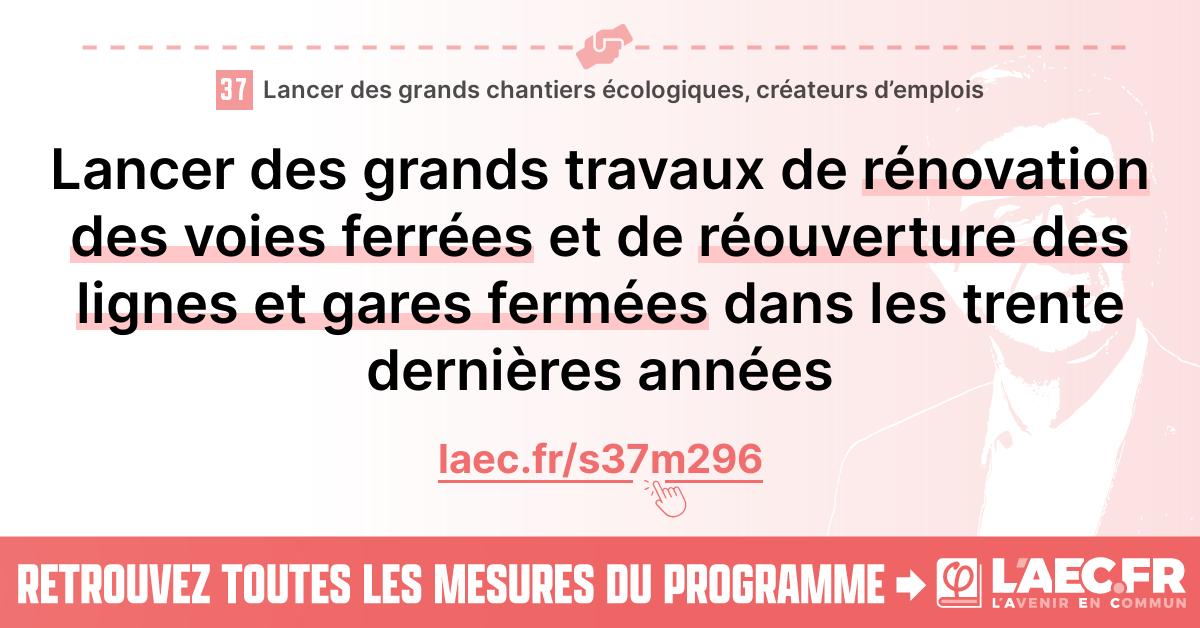 37 Lancer des grands chantiers écologiques, créateurs d’emplois
Lancer des grands travaux de rénovation
des voies ferrées et de réouverture des
lignes et gares fermées dans les trente
dernières années
laec.fr/s37m296
RETROUVEZ TOUTES LES MESURES DU PROGRAMME
φ L'AEC.FR
L'AVENIR EN COMMUN